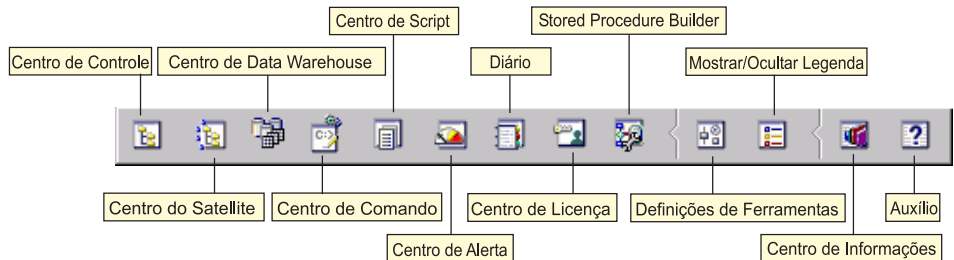 Centro de Script
Stored Procedure Builder
Centro de Controle
Centro de Data Warehouse
Diário
Mostrar/Ocultar Legenda
Centro do Satellite
Centro de Comando
Centro de Licença
Definições de Ferramentas
Auxílio
Centro de Alerta
Centro de Informações